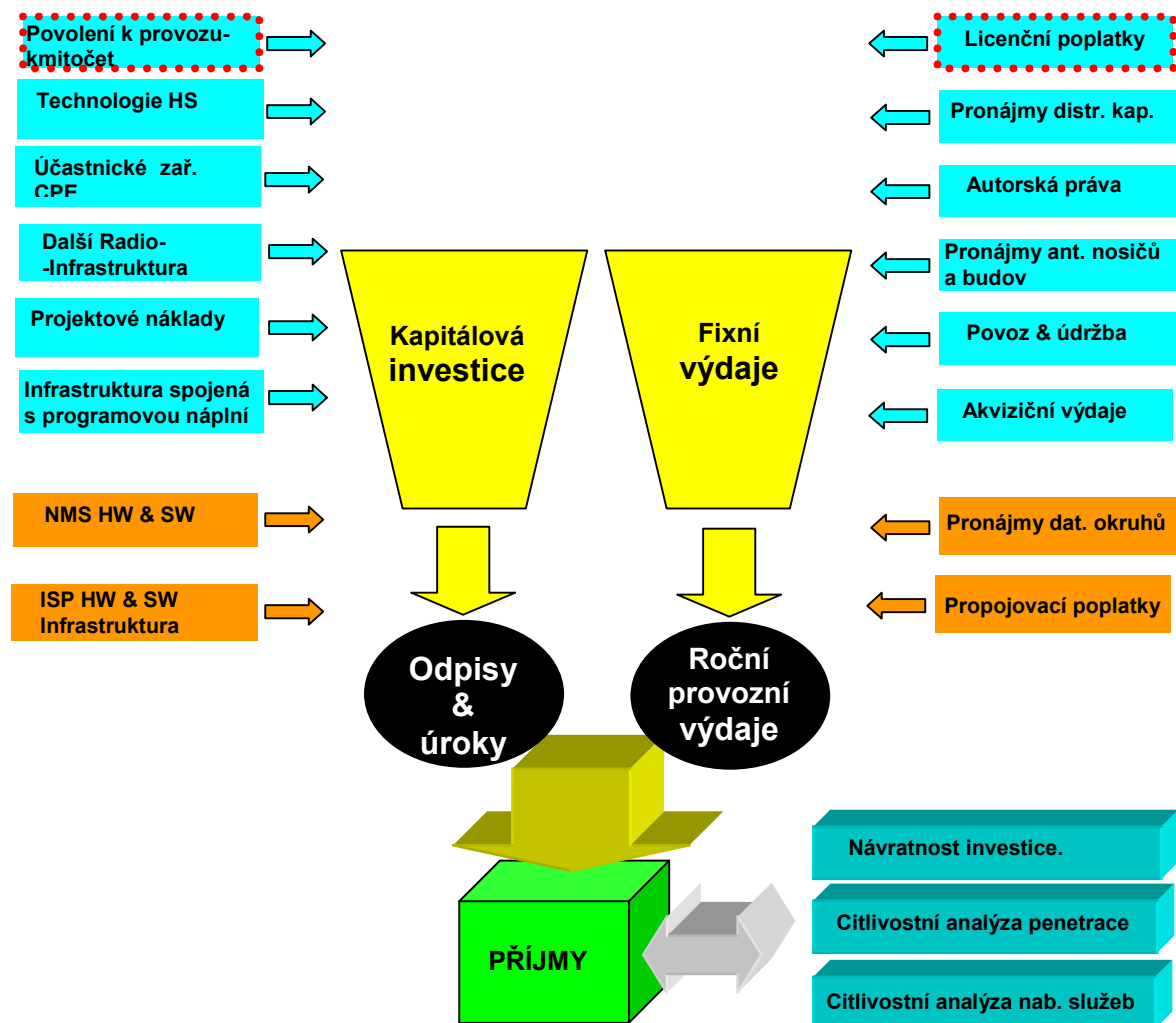 Povolení k provozu-
kmitočet
Technologie HS
Účastnické zař.
CPE
Další Radio-
-Infrastruktura
Projektové náklady
Infrastruktura spojená
s programovou náplní
NMS HW & SW
ISP HW & SW
Infrastruktura
Kapitálová
investice
Fixní
výdaje
Odpisy
&
úroky
Roční
provozní
výdaje
PŘÍJMY
Licenční poplatky
Pronájmy distr. kap.
Autorská práva
Pronájmy ant. nosičů
a budov
Povoz & údržba
Akviziční výdaje
Pronájmy dat. okruhů
Propojovací poplatky
Návratnost investice.
Citlivostní analýza penetrace
Citlivostní analýza nab. služeb